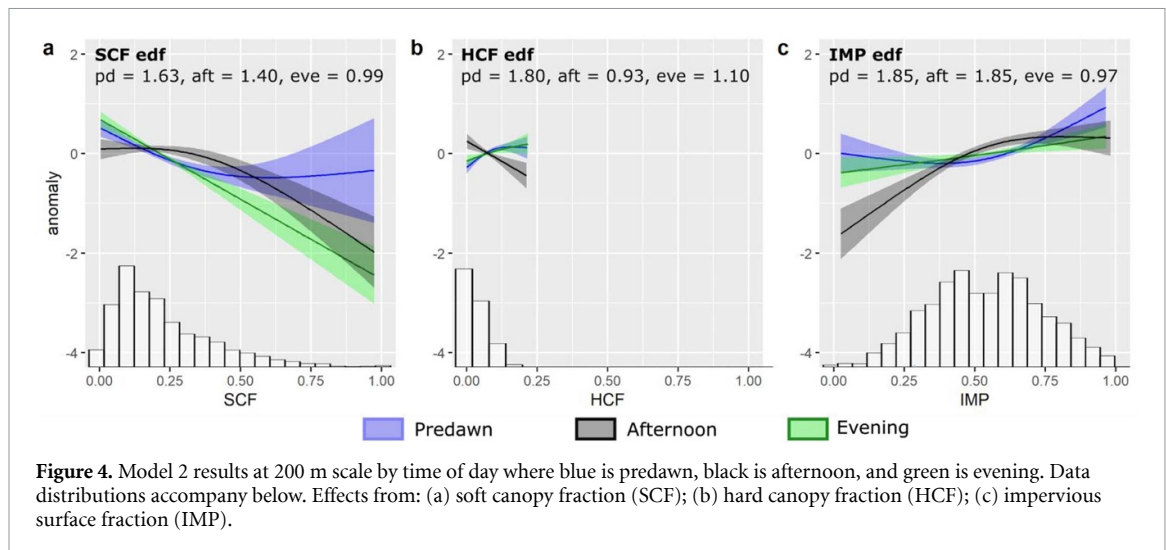 a
SCF edf
pd = 1.63, aft = 1.40, eve = 0.99
b
HCF edf
pd = 1.80, aft = 0.93, eve = 1.10
c
IMP edf
pd = 1.85, aft = 1.85, eve = 0.97
anomaly
2
0
-2
-4
0.00 0.25 0.50 0.75 1.00
SCF
2
0
-2
-4
0.00 0.25 0.50 0.75 1.00
HCF
2
0
-2
-4
0.00 0.25 0.50 0.75 1.00
IMP
Predawn Afternoon Evening
Figure 4. Model 2 results at 200 m scale by time of day where blue is predawn, black is afternoon, and green is evening. Data
distributions accompany below. Effects from: (a) soft canopy fraction (SCF); (b) hard canopy fraction (HCF); (c) impervious
surface fraction (IMP).